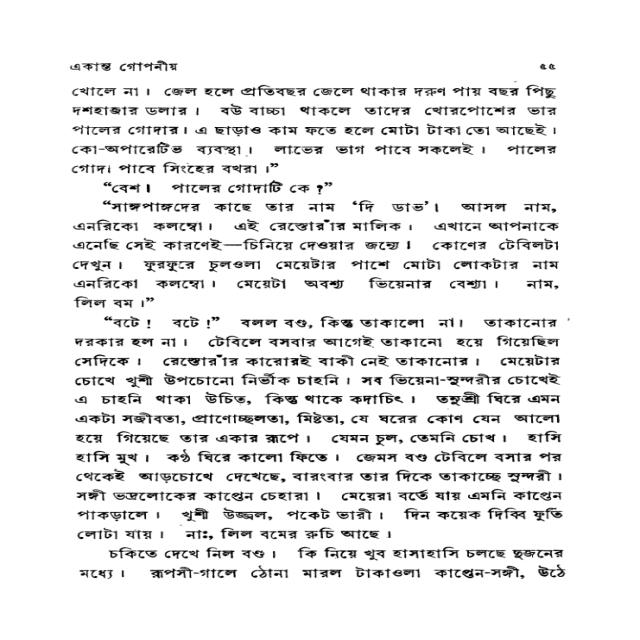 একান্ত গোপনীয় ৫৫
খোলে না। জেল হলে প্রতিবছর জেলে থাকার দরুণ পায় বছর পিছু
দশহাজার ডলার। বউ বাচ্চা থাকলে তাদের খোরপোশের ভার
পালের গোদার। এ ছাড়াও কাম ফতে হলে মোটা টাকা তো আছেই।
কো-অপারেটিভ ব্যবস্থা। লাভের ভাগ পাবে সকলেই। পালের
গোদা পাবে সিংহের বখরা।”
“বেশ। পালের গোদাটি কে?”
“সাঙ্গপাঙ্গদের কাছে তার নাম ‘দি ডাভ’। আসল নাম,
এনরিকো কলম্বো। এই রেস্তোরাঁর মালিক। এখানে আপনাকে
এনেছি সেই কারণেই—চিনিয়ে দেওয়ার জন্যে। কোণের টেবিলটা
দেখুন। ফুরফুরে চুলওলা মেয়েটার পাশে মোটা লোকটার নাম
এনরিকো কলম্বো। মেয়েটা অবশ্য ভিয়েনার বেশ্যা। নাম,
লিল বম।”
“বটে! বটে!” বলল বণ্ড, কিন্তু তাকালো না। তাকানোর
দরকার হল না। টেবিলে বসবার আগেই তাকানো হয়ে গিয়েছিল
সেদিকে। রেস্তোরাঁর কারোরই বাকী নেই তাকানোর। মেয়েটার
চোখে খুশী উপচোনো নির্ভীক চাহনি। সব ভিয়েনা-সুন্দরীর চোখেই
এ চাহনি থাকা উচিত, কিন্তু থাকে কদাচিৎ। তনুশ্রী ঘিরে এমন
একটা সজীবতা, প্রাণোচ্ছলতা, মিষ্টতা, যে ঘরের কোণ যেন আলো
হয়ে গিয়েছে তার একার রূপে। যেমন চুল, তেমনি চোখ। হাসি
হাসি মুখ। কণ্ঠ ঘিরে কালো ফিতে। জেমস বণ্ড টেবিলে বসার পর
থেকেই আড়চোখে দেখেছে, বারংবার তার দিকে তাকাচ্ছে সুন্দরী।
সঙ্গী ভদ্রলোকের কাপ্তেন চেহারা। মেয়েরা বর্তে যায় এমনি কাপ্তেন
পাকড়ালে। খুশী উজ্জ্বল, পকেট ভারী। দিন কয়েক দিব্বি ফূর্তি
লোটা যায়। নাঃ, লিল বমের রুচি আছে।
চকিতে দেখে নিল বণ্ড। কি নিয়ে খুব হাসাহাসি চলছে দুজনের
মধ্যে। রূপসী-গালে ঠোনা মারল টাকাওলা কাপ্তেন-সঙ্গী, উঠে